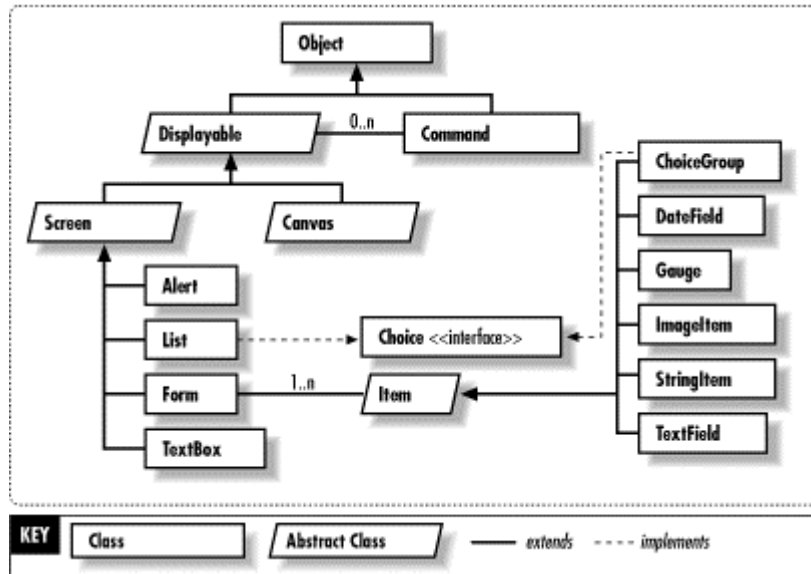 Object
Displayable
0..n
Command
ChoiceGroup
Screen
Canvas
DateField
Alert
Gauge
List
Choice <<interface>>
ImageItem
Form
1..n
Item
StringItem
TextBox
TextField
KEY
Class
Abstract Class
extends
implements